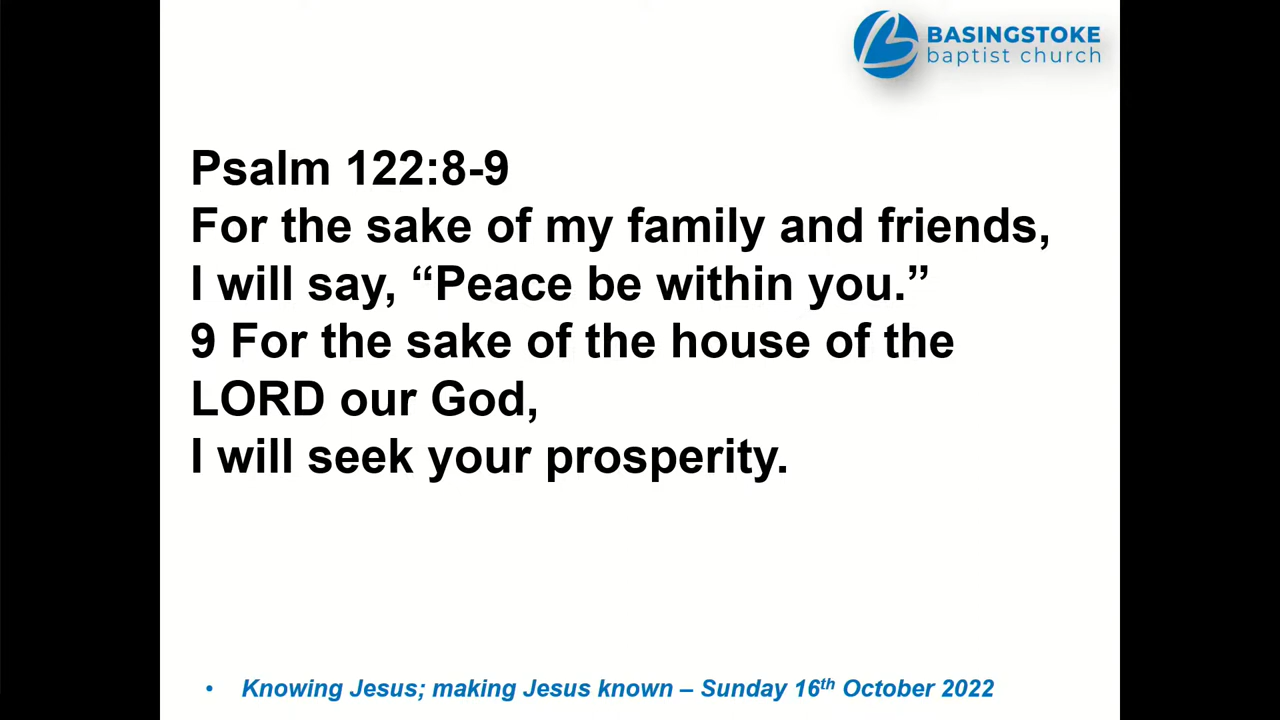 BASINGSTOKE
baptist church
Psalm 122:8-9
For the sake of my family and friends,
I will say, “Peace be within you.”
9 For the sake of the house of the
LORD our God,
I will seek your prosperity.
• Knowing Jesus; making Jesus known – Sunday 16th October 2022